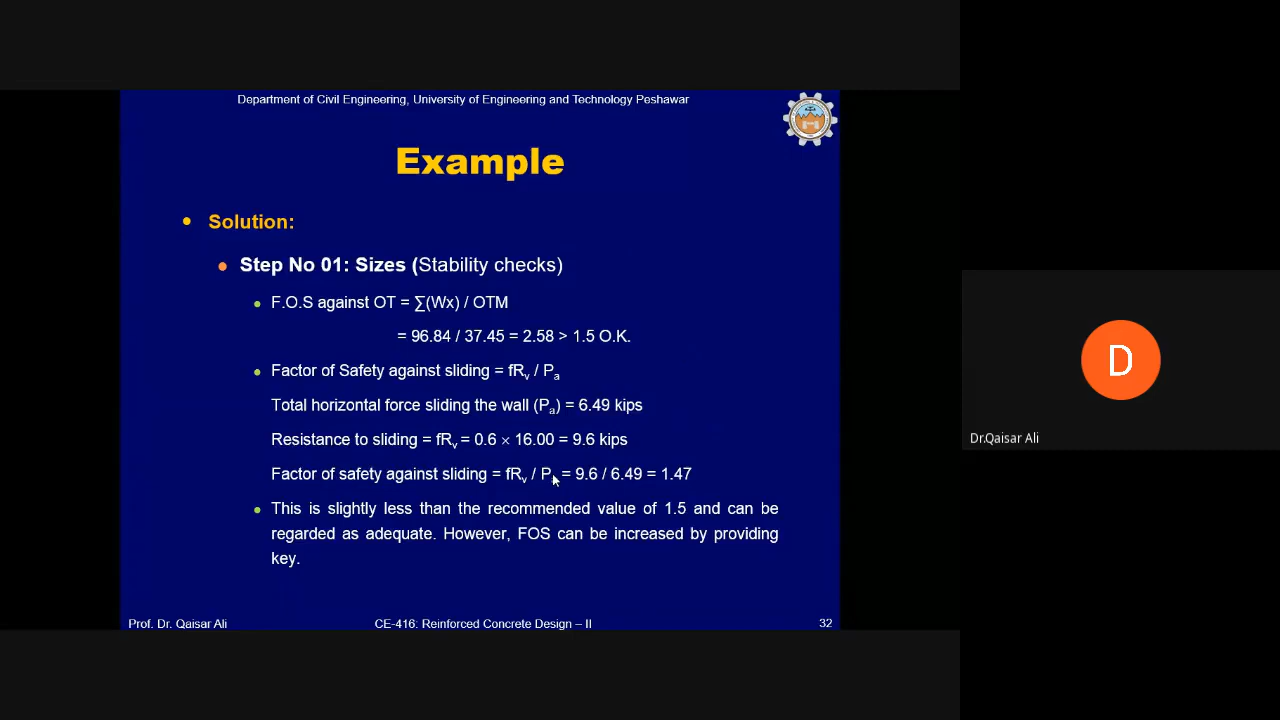 Department of Civil Engineering, University of Engineering and Technology Peshawar
Example
• Solution:
• Step No 01: Sizes (Stability checks)
• F.O.S against OT = ∑(Wx) / OTM
= 96.84 / 37.45 = 2.58 > 1.5 O.K.
• Factor of Safety against sliding = fRv / Pa
Total horizontal force sliding the wall (Pa) = 6.49 kips
Resistance to sliding = fRv = 0.6 × 16.00 = 9.6 kips
Factor of safety against sliding = fRv / Pa = 9.6 / 6.49 = 1.47
• This is slightly less than the recommended value of 1.5 and can be
regarded as adequate. However, FOS can be increased by providing
key.
Prof. Dr. Qaisar Ali
CE-416: Reinforced Concrete Design – II
32
D
Dr.Qaisar Ali